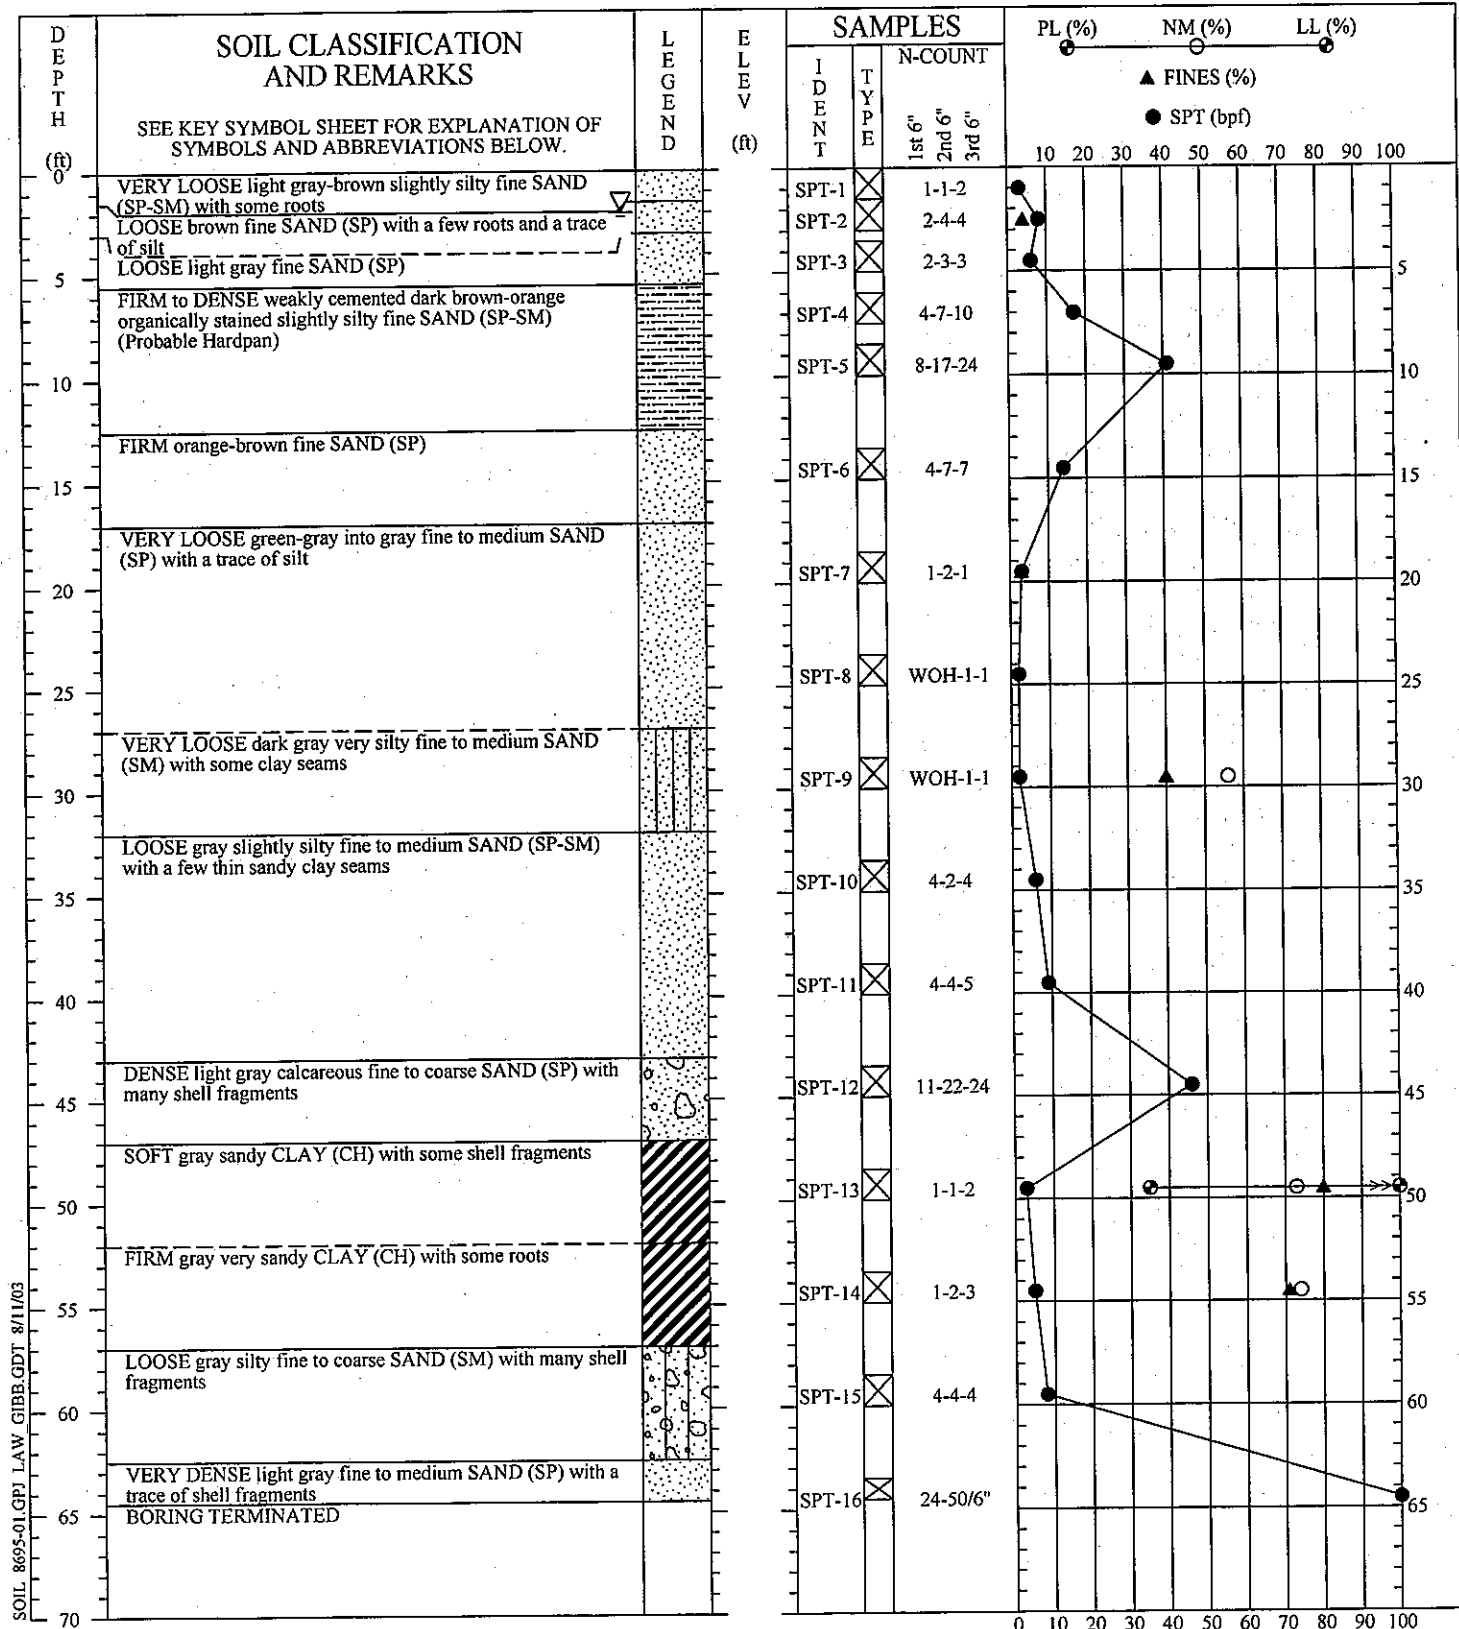 DEPTH
(ft)
SOIL CLASSIFICATION
AND REMARKS
SEE KEY SYMBOL SHEET FOR EXPLANATION OF
SYMBOLS AND ABBREVIATIONS BELOW.
LEGEND
ELEV
(ft)
SAMPLES
IDENT
TYPE
N-COUNT
1st 6"
2nd 6"
3rd 6"
PL (%)
NM (%)
LL (%)
▲ FINES (%)
● SPT (bpf)
10 20 30 40 50 60 70 80 90 100
0
VERY LOOSE light gray-brown slightly silty fine SAND
(SP-SM) with some roots
SPT-1 1-1-2
LOOSE brown fine SAND (SP) with a few roots and a trace
of silt
SPT-2 2-4-4
LOOSE light gray fine SAND (SP)
SPT-3 2-3-3
5 5
FIRM to DENSE weakly cemented dark brown-orange
organically stained slightly silty fine SAND (SP-SM)
(Probable Hardpan)
SPT-4 4-7-10
SPT-5 8-17-24
10 10
FIRM orange-brown fine SAND (SP)
SPT-6 4-7-7
15 15
VERY LOOSE green-gray into gray fine to medium SAND
(SP) with a trace of silt
SPT-7 1-2-1
20 20
SPT-8 WOH-1-1
25 25
VERY LOOSE dark gray very silty fine to medium SAND
(SM) with some clay seams
SPT-9 WOH-1-1
30 30
LOOSE gray slightly silty fine to medium SAND (SP-SM)
with a few thin sandy clay seams
SPT-10 4-2-4
35 35
SPT-11 4-4-5
40 40
DENSE light gray calcareous fine to coarse SAND (SP) with
many shell fragments
SPT-12 11-22-24
45 45
SOFT gray sandy CLAY (CH) with some shell fragments
SPT-13 1-1-2
50 50
FIRM gray very sandy CLAY (CH) with some roots
SPT-14 1-2-3
55 55
LOOSE gray silty fine to coarse SAND (SM) with many shell
fragments
SPT-15 4-4-4
60 60
VERY DENSE light gray fine to medium SAND (SP) with a
trace of shell fragments
SPT-16 24-50/6"
65 65
BORING TERMINATED
70
0 10 20 30 40 50 60 70 80 90 100
SOIL 8695-01.GPJ LAW_GIBB.GDT 8/11/03